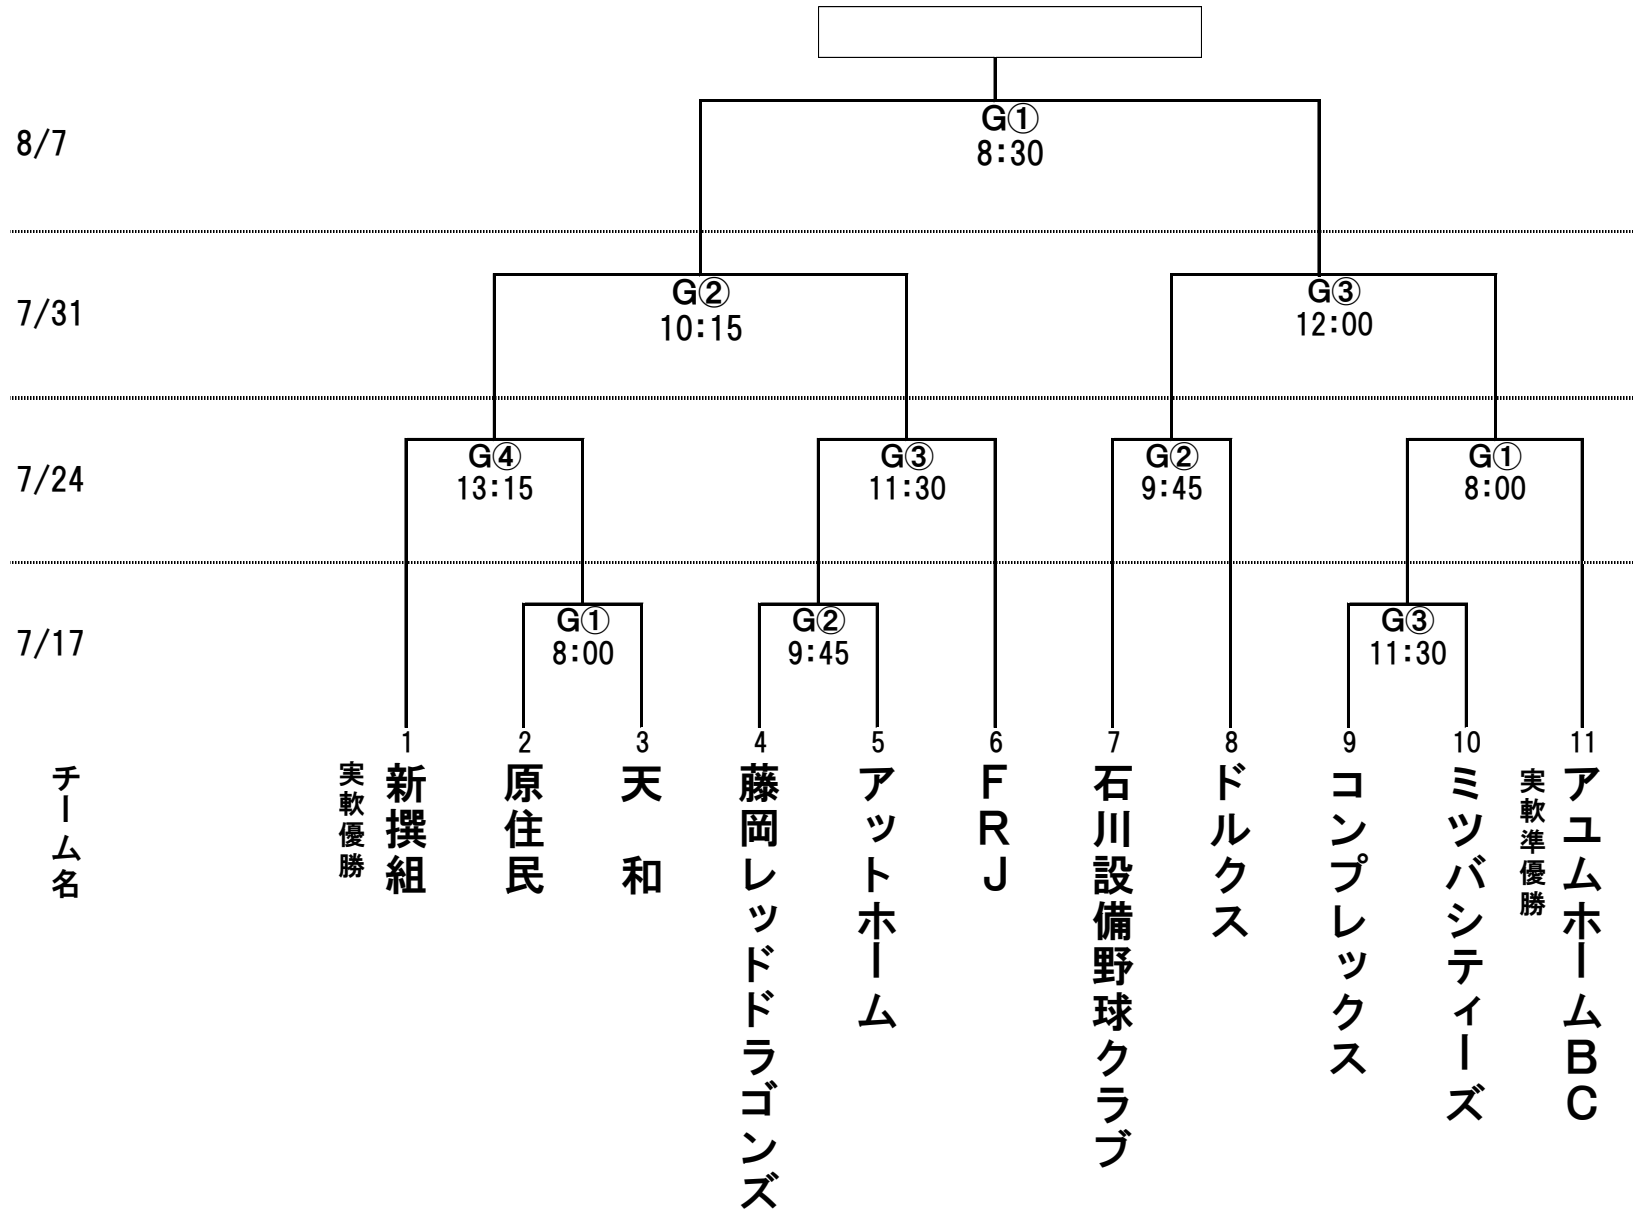 G①
8:30
8/7
G②
10:15
G③
12:00
7/31
G④
13:15
G③
11:30
G②
9:45
G①
8:00
7/24
G①
8:00
G②
9:45
G③
11:30
7/17
1
2
3
4
5
6
7
8
9
10
11
チーム名
実軟優勝
新撰組
原住民
天　和
藤岡レッドドラゴンズ
アットホーム
ＦＲＪ
石川設備野球クラブ
ドルクス
コンプレックス
ミツバシティーズ
実軟準優勝
アユムホームＢＣ